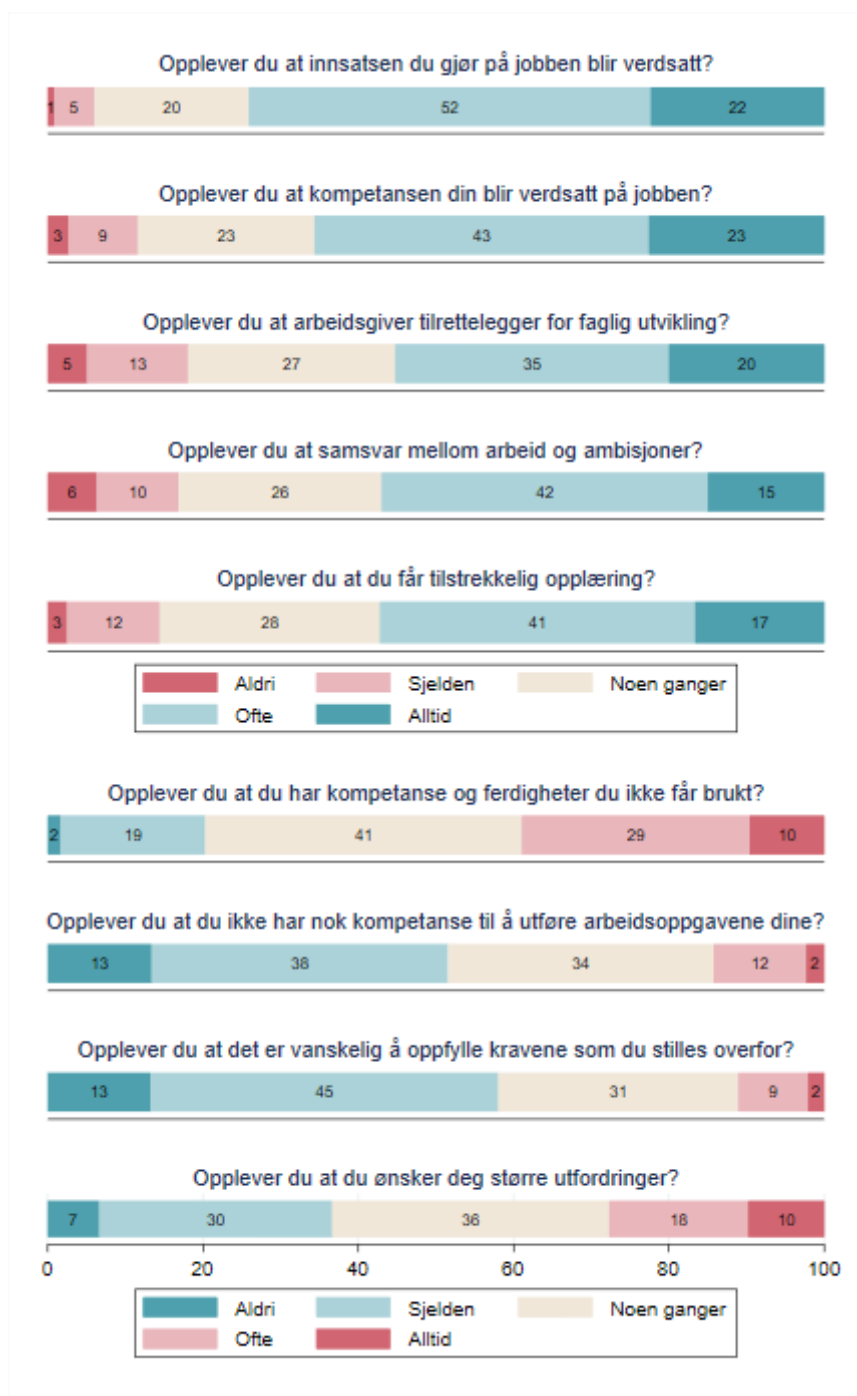 Opplever du at innsatsen du gjør på jobben blir verdsatt?
1 5 20 52 22
Opplever du at kompetansen din blir verdsatt på jobben?
3 9 23 43 23
Opplever du at arbeidsgiver tilrettelegger for faglig utvikling?
5 13 27 35 20
Opplever du at samsvar mellom arbeid og ambisjoner?
6 10 26 42 15
Opplever du at du får tilstrekkelig opplæring?
3 12 28 41 17
Aldri Sjelden Noen ganger
Ofte Alltid
Opplever du at du har kompetanse og ferdigheter du ikke får brukt?
2 19 41 29 10
Opplever du at du ikke har nok kompetanse til å utføre arbeidsoppgavene dine?
13 38 34 12 2
Opplever du at det er vanskelig å oppfylle kravene som du stilles overfor?
13 45 31 9 2
Opplever du at du ønsker deg større utfordringer?
7 30 36 18 10
0 20 40 60 80 100
Aldri Sjelden Noen ganger
Ofte Alltid